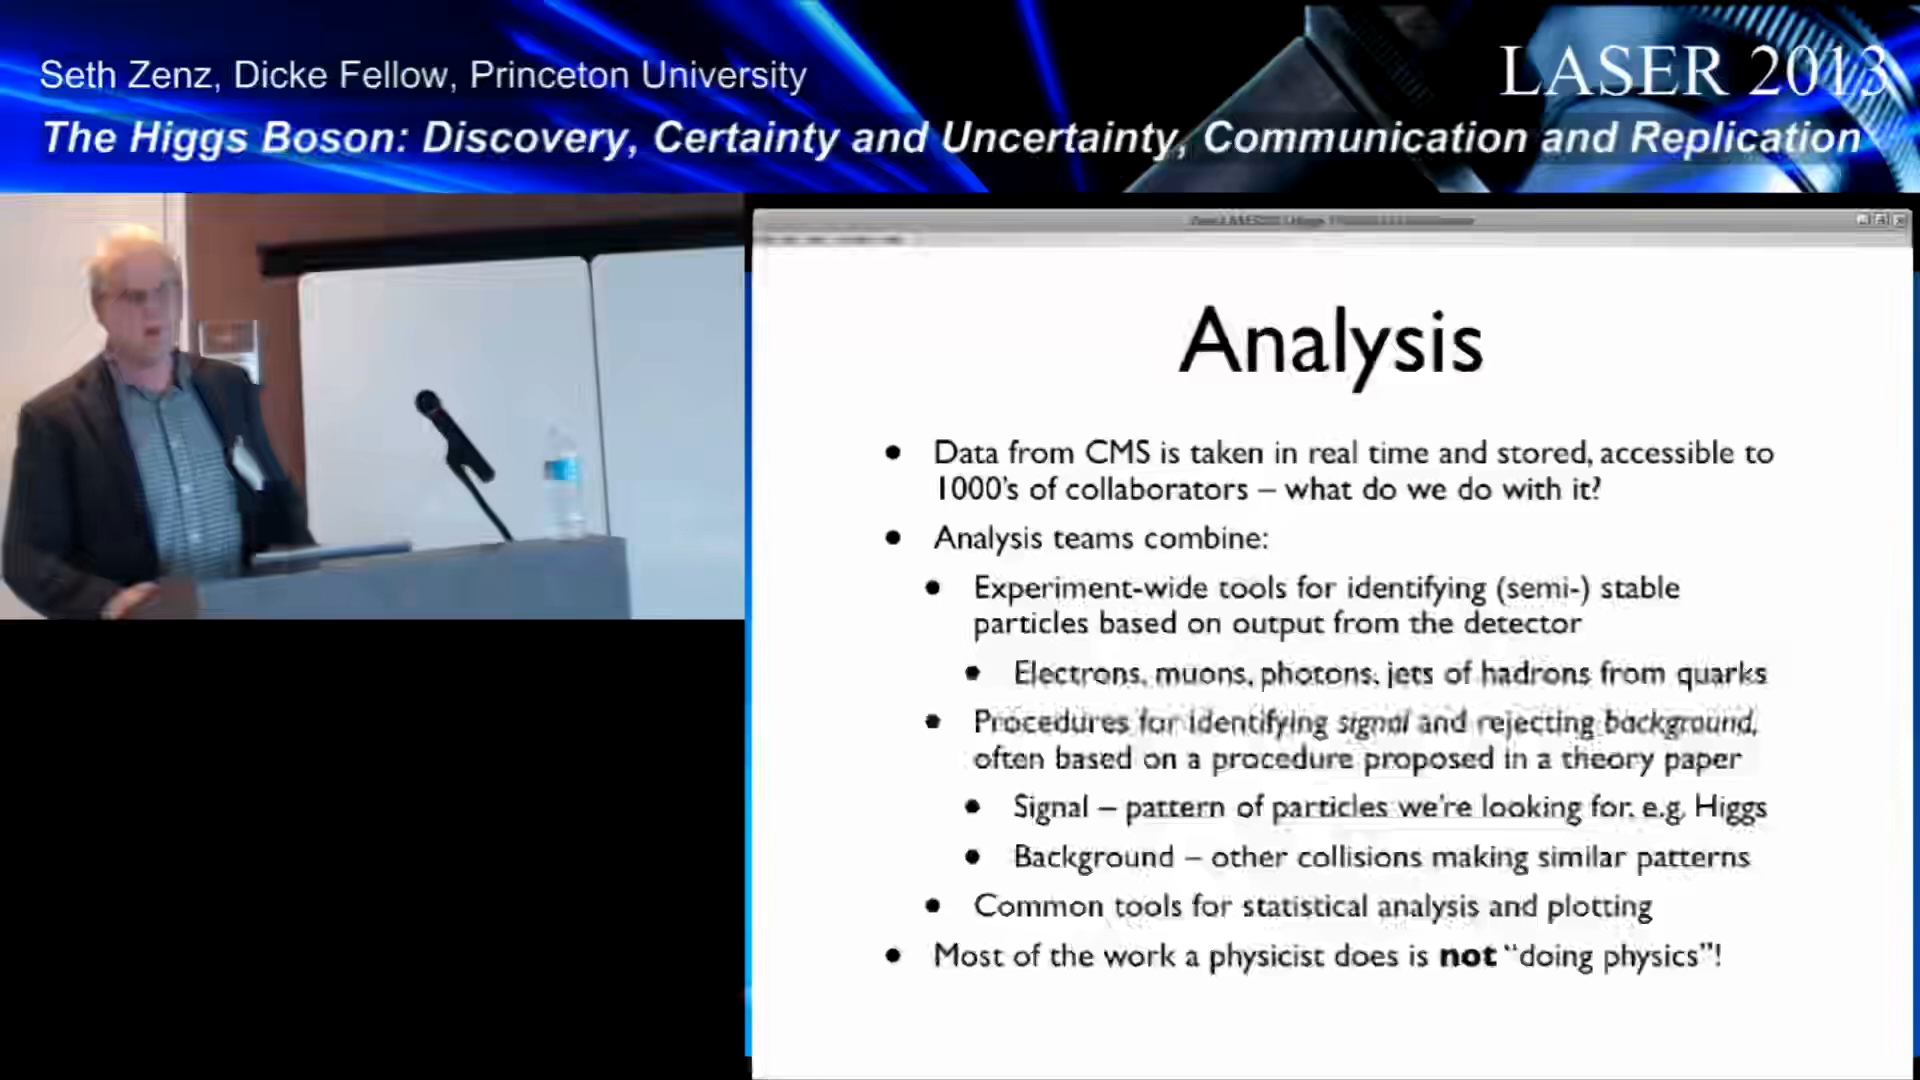 Seth Zenz, Dicke Fellow, Princeton University
LASER 2013
The Higgs Boson: Discovery, Certainty and Uncertainty, Communication and Replication
Analysis
• Data from CMS is taken in real time and stored, accessible to
1000's of collaborators – what do we do with it?
• Analysis teams combine:
• Experiment-wide tools for identifying (semi-) stable
particles based on output from the detector
• Electrons, muons, photons, jets of hadrons from quarks
• Procedures for identifying signal and rejecting background,
often based on a procedure proposed in a theory paper
• Signal – pattern of particles we're looking for, e.g. Higgs
• Background – other collisions making similar patterns
• Common tools for statistical analysis and plotting
• Most of the work a physicist does is not "doing physics"!